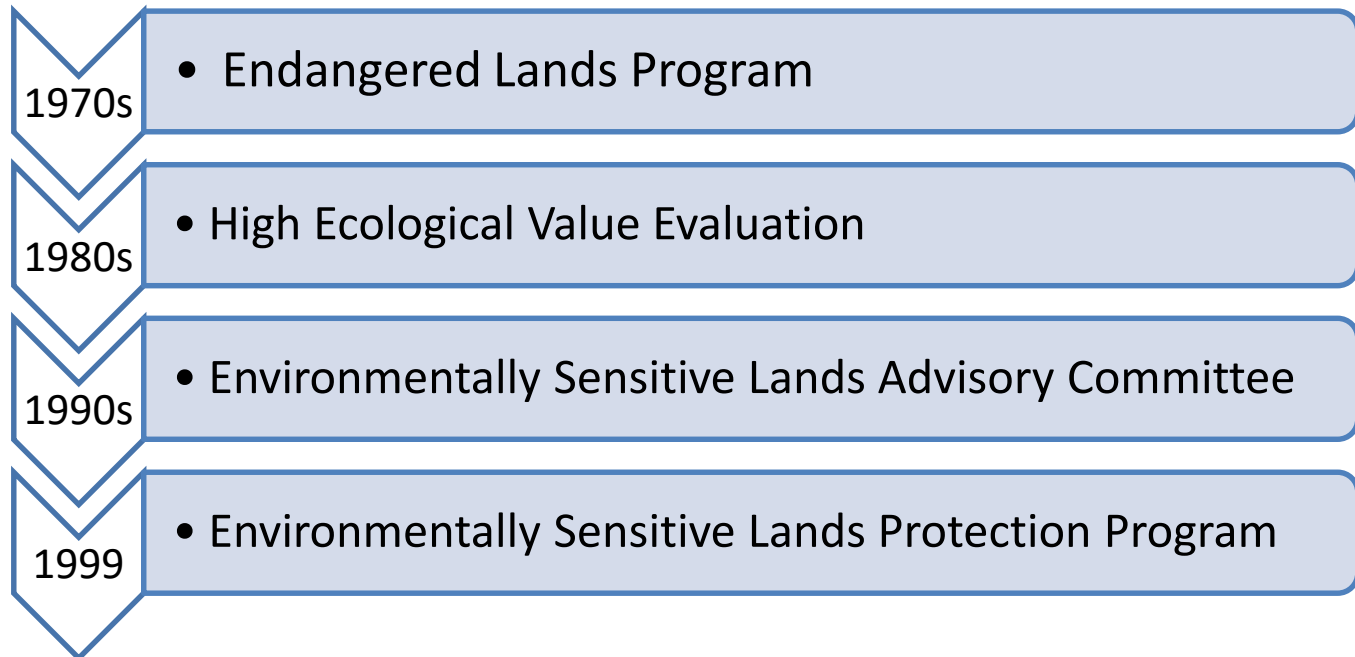 1970s
• Endangered Lands Program
1980s
• High Ecological Value Evaluation
1990s
• Environmentally Sensitive Lands Advisory Committee
1999
• Environmentally Sensitive Lands Protection Program